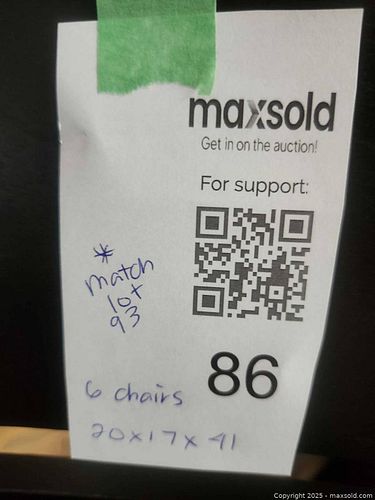 maxsold
Get in on the auction!
For support:
*
match
lot
93
86
6 chairs
20x17x41
Copyright 2025 - maxsold.com